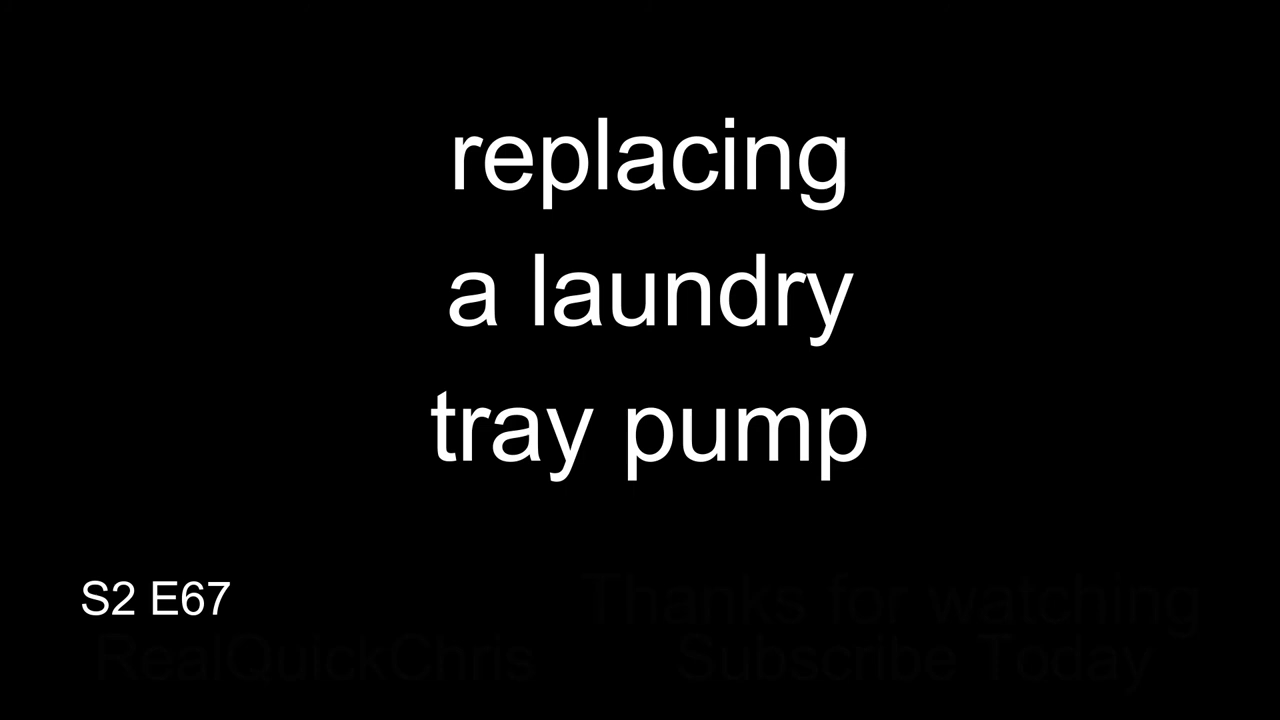 replacing
a laundry
tray pump
S2 E67
Thanks for watching
RealQuickChris
Subscribe Today